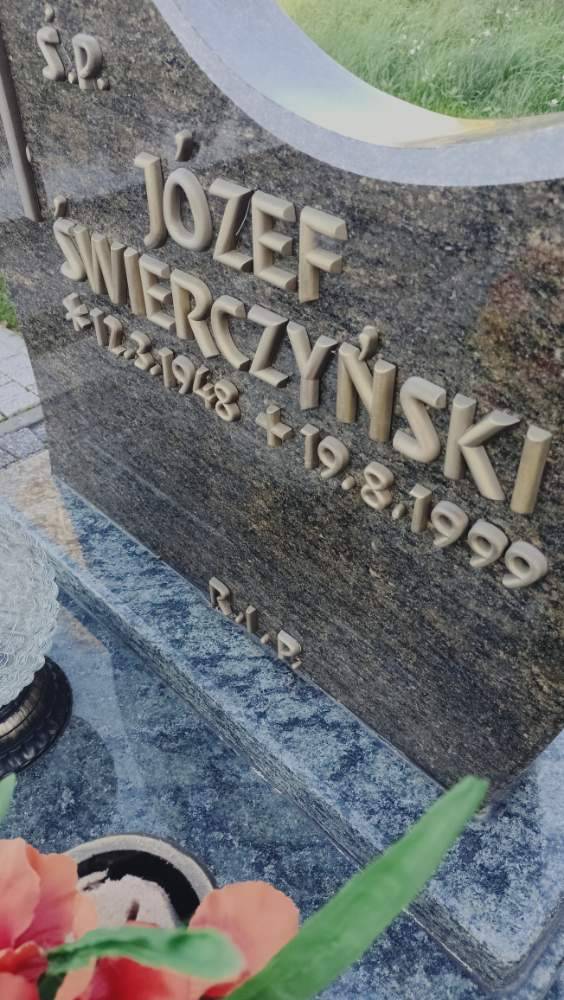 Ś.P.
JÓZEF
ŚWIERCZYŃSKI
12.3.1948 19.8.1999
R.I.P.